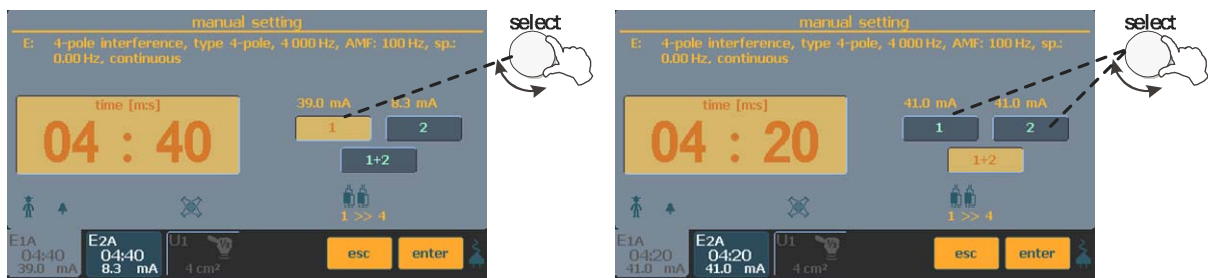 manual setting
E: 4-pole interference, type 4-pole, 4 000 Hz, AMF: 100 Hz, sp.:
0.00 Hz, continuous
time [m:s]
04 : 40
39.0 mA 8.3 mA
1 2
1+2
1 >> 4
E1A
04:40
39.0 mA
E2A
04:40
8.3 mA
U1
4 cm²
esc enter
select
manual setting
E: 4-pole interference, type 4-pole, 4 000 Hz, AMF: 100 Hz, sp.:
0.00 Hz, continuous
time [m:s]
04 : 20
41.0 mA 41.0 mA
1 2
1+2
1 >> 4
E1A
04:20
41.0 mA
E2A
04:20
41.0 mA
U1
4 cm²
esc enter
select